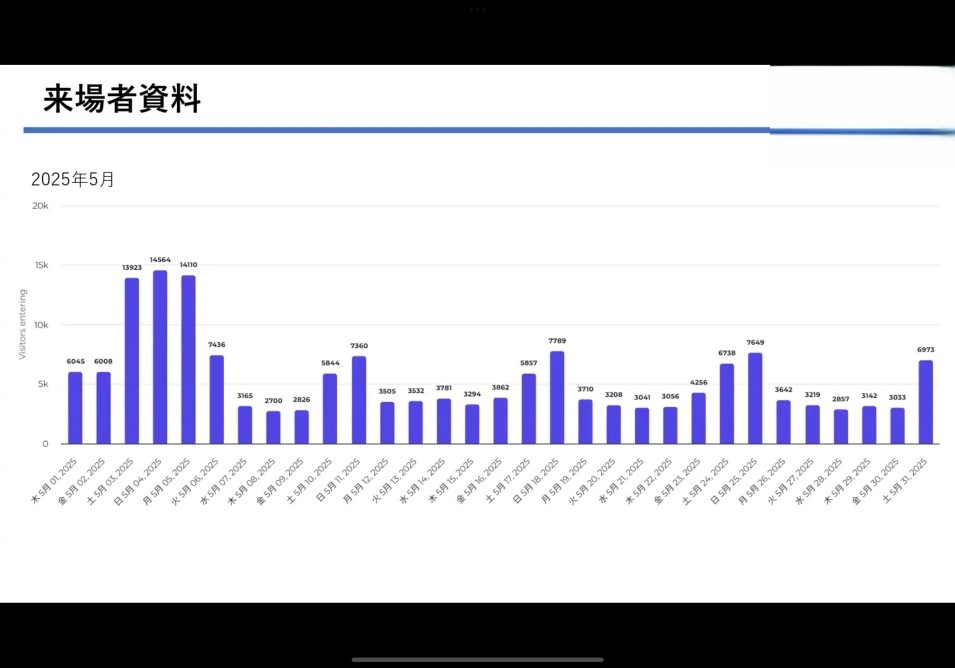 来場者資料
2025年5月
20k
15k
10k
5k
0
Visitors entering
6045
6008
13923
14564
14110
7436
3165
2700
2826
5844
7360
3505
3532
3781
3294
3862
5857
7789
3710
3208
3041
3056
4256
6738
7649
3642
3219
2857
3142
3033
6973
木 5月 01, 2025
金 5月 02, 2025
土 5月 03, 2025
日 5月 04, 2025
月 5月 05, 2025
火 5月 06, 2025
水 5月 07, 2025
木 5月 08, 2025
金 5月 09, 2025
土 5月 10, 2025
日 5月 11, 2025
月 5月 12, 2025
火 5月 13, 2025
水 5月 14, 2025
木 5月 15, 2025
金 5月 16, 2025
土 5月 17, 2025
日 5月 18, 2025
月 5月 19, 2025
火 5月 20, 2025
水 5月 21, 2025
木 5月 22, 2025
金 5月 23, 2025
土 5月 24, 2025
日 5月 25, 2025
月 5月 26, 2025
火 5月 27, 2025
水 5月 28, 2025
木 5月 29, 2025
金 5月 30, 2025
土 5月 31, 2025